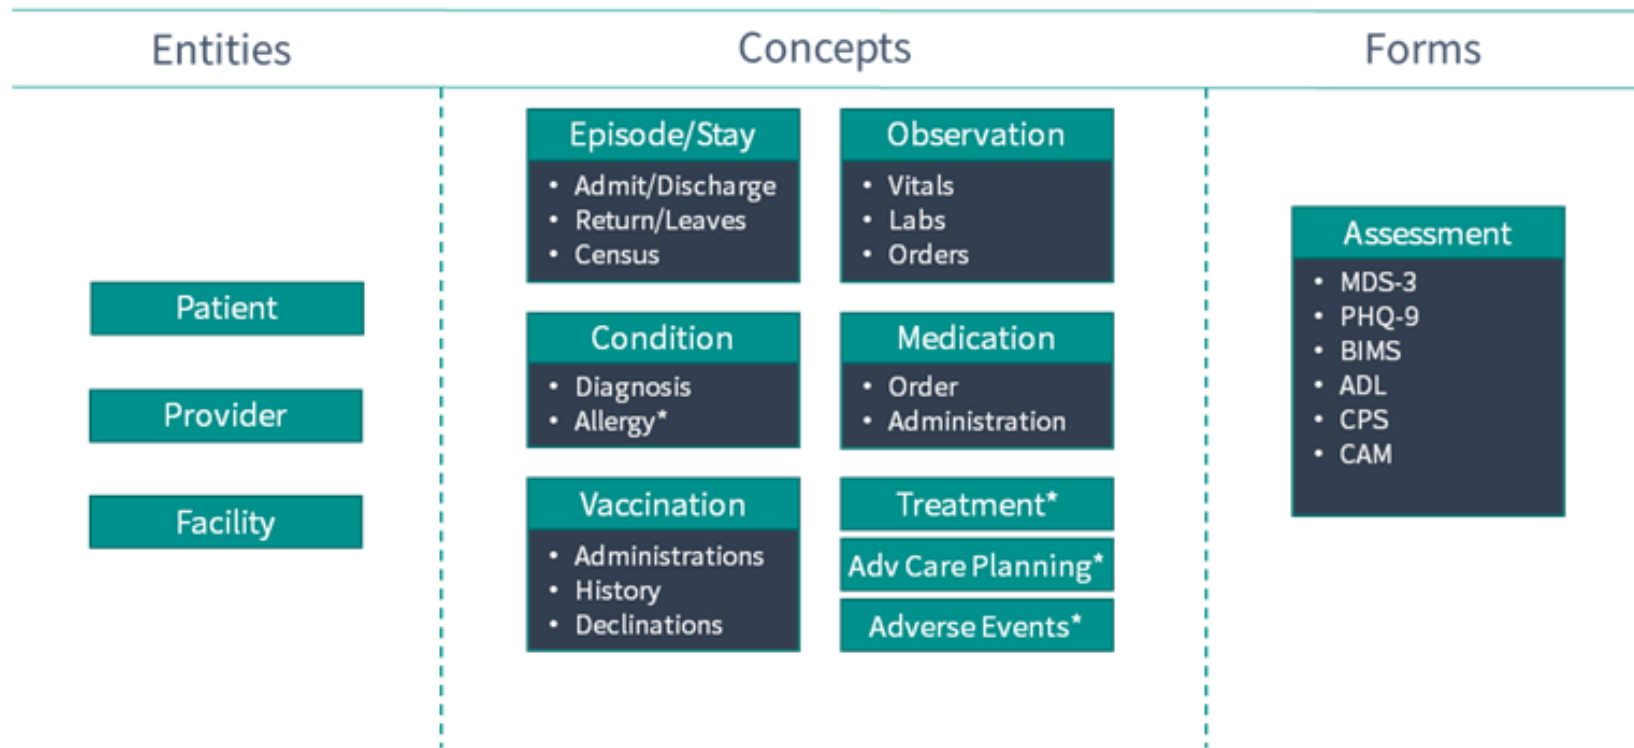 Entities
Concepts
Forms
Patient
Provider
Facility
Episode/Stay
• Admit/Discharge
• Return/Leaves
• Census
Observation
• Vitals
• Labs
• Orders
Condition
• Diagnosis
• Allergy*
Medication
• Order
• Administration
Vaccination
• Administrations
• History
• Declinations
Treatment*
Adv Care Planning*
Adverse Events*
Assessment
• MDS-3
• PHQ-9
• BIMS
• ADL
• CPS
• CAM